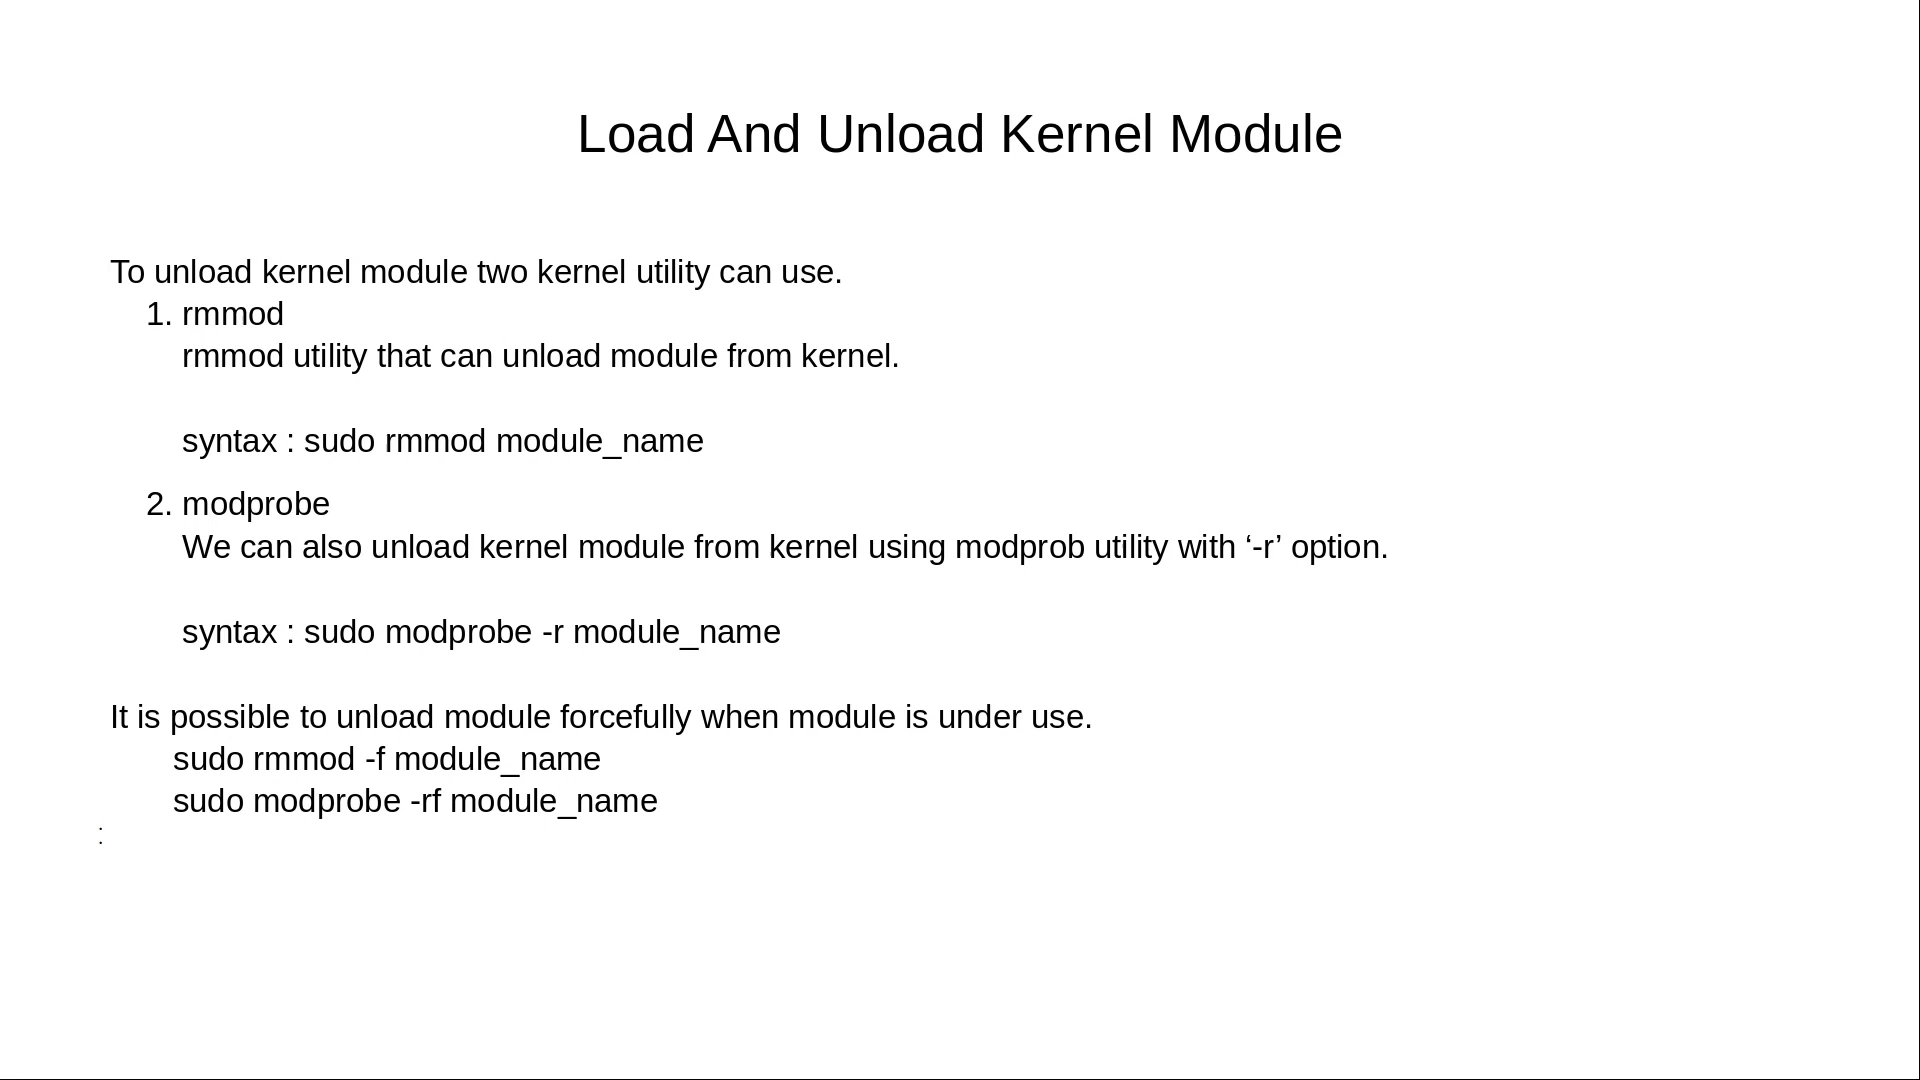 Load And Unload Kernel Module
To unload kernel module two kernel utility can use.
1. rmmod
rmmod utility that can unload module from kernel.
syntax : sudo rmmod module_name
2. modprobe
We can also unload kernel module from kernel using modprob utility with ‘-r’ option.
syntax : sudo modprobe -r module_name
It is possible to unload module forcefully when module is under use.
sudo rmmod -f module_name
sudo modprobe -rf module_name
: